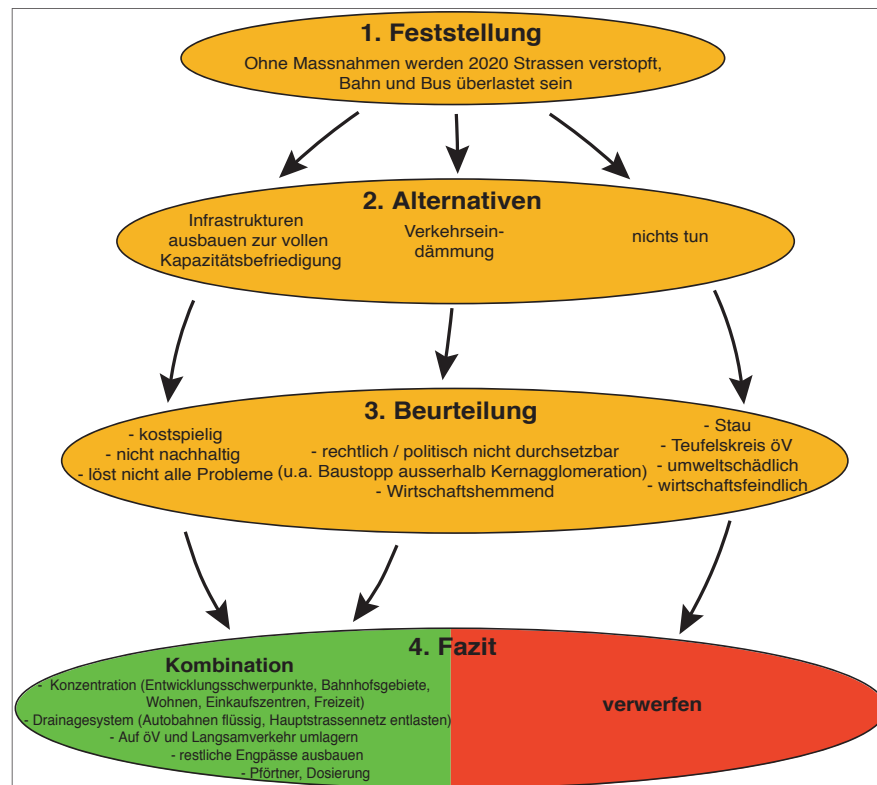 1. Feststellung
Ohne Massnahmen werden 2020 Strassen verstopft,
Bahn und Bus überlastet sein
2. Alternativen
Infrastrukturen
ausbauen zur vollen
Kapazitätsbefriedigung
Verkehrsein-
dämmung
nichts tun
3. Beurteilung
- kostspielig
- nicht nachhaltig
- löst nicht alle Probleme
- rechtlich / politisch nicht durchsetzbar
(u.a. Baustopp ausserhalb Kernagglomeration)
- Wirtschaftshemmend
- Stau
- Teufelskreis öV
- umweltschädlich
- wirtschaftsfeindlich
4. Fazit
Kombination
- Konzentration (Entwicklungsschwerpunkte, Bahnhofsgebiete,
Wohnen, Einkaufszentren, Freizeit)
- Drainagesystem (Autobahnen flüssig, Hauptstrassennetz entlasten)
- Auf öV und Langsamverkehr umlagern
- restliche Engpässe ausbauen
- Pförtner, Dosierung
verwerfen